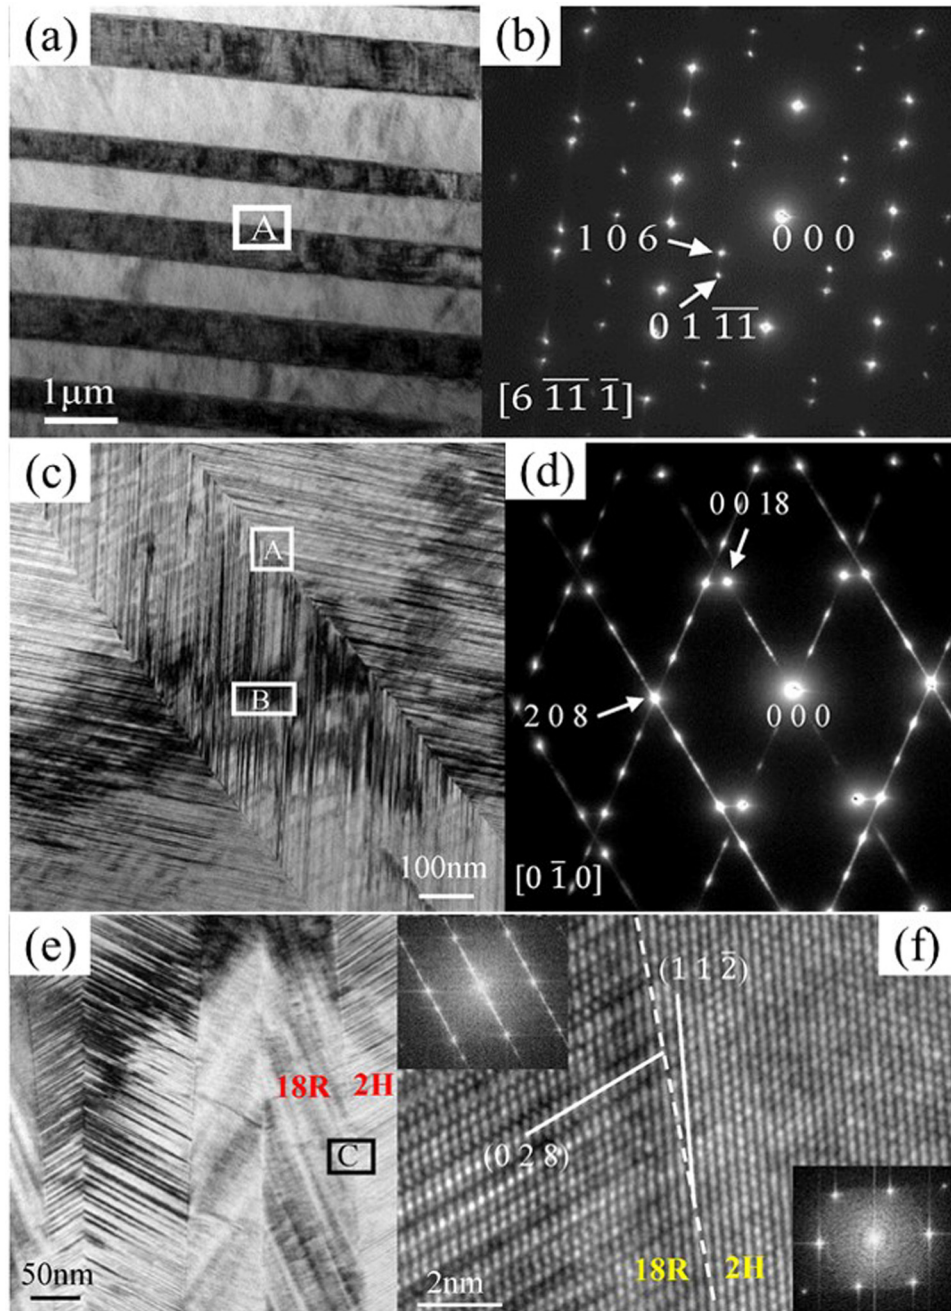 (a)
A
1μm
(b)
1 0 6
0 0 0
0 1 1̅1̅
[6 1̅1̅ 1̅]
(c)
A
B
100nm
(d)
0 0 18
2 0 8
0 0 0
[0 1̅ 0]
(e)
18R 2H
C
50nm
(f)
(1 1 2̅)
(0 2 8)
18R 2H
2nm